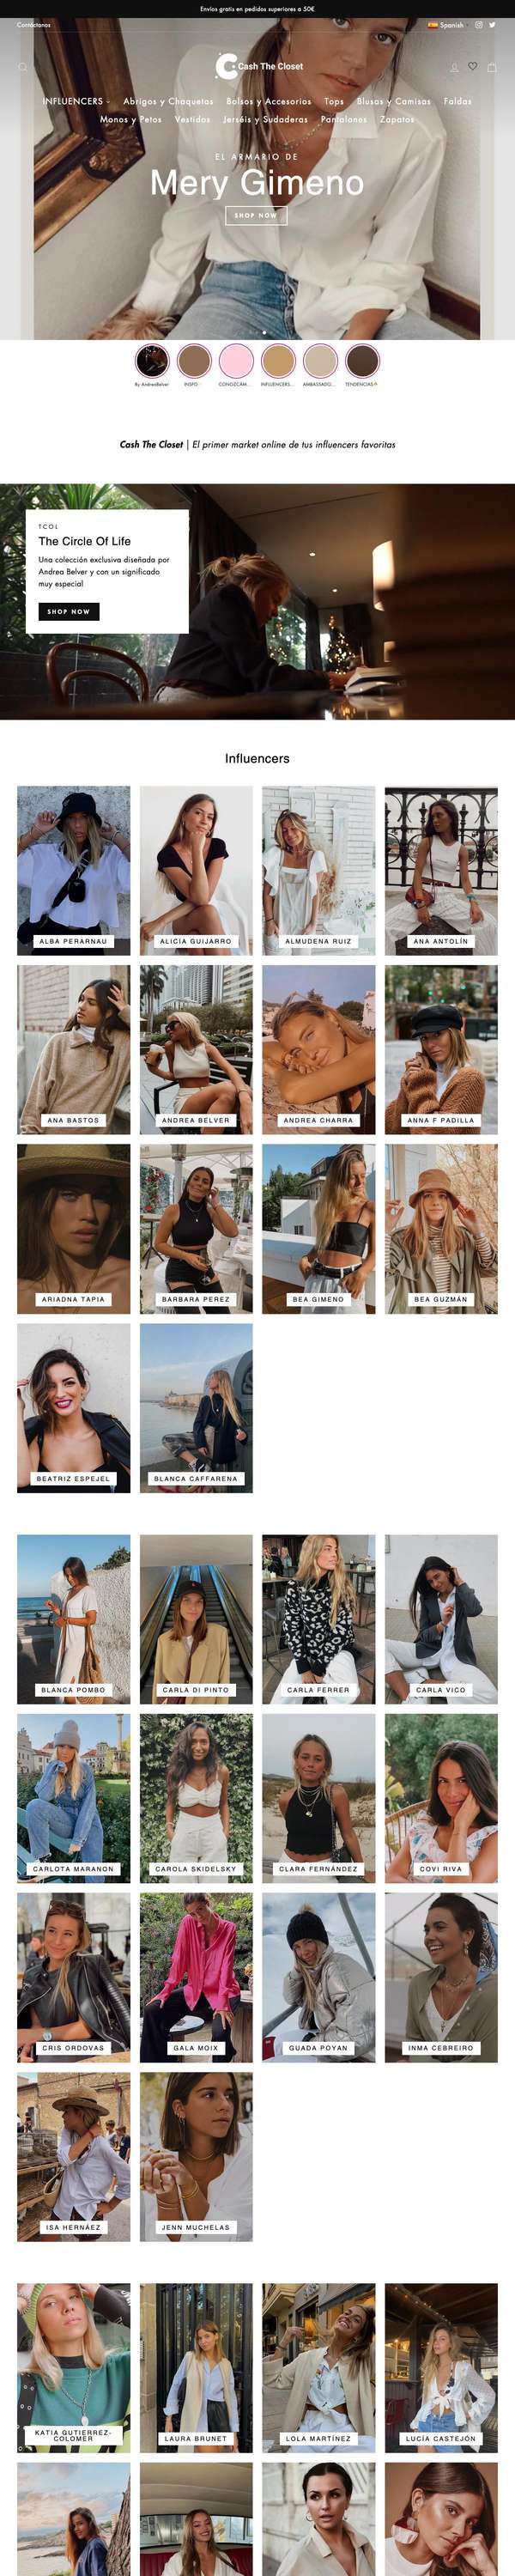 Envíos gratis en pedidos superiores a 50€
Contáctanos
Spanish
Cash The Closet
INFLUENCERS Abrigos y Chaquetas Bolsos y Accesorios Tops Blusas y Camisas Faldas
Monos y Petos Vestidos Jerséis y Sudaderas Pantalones Zapatos
EL ARMARIO DE
Mery Gimeno
SHOP NOW
By AndreaBelver INSPO CONOZCÁM... INFLUENCERS... AMBASSADO... TENDENCIAS
Cash The Closet | El primer market online de tus influencers favoritas
TCOL
The Circle Of Life
Una colección exclusiva diseñada por
Andrea Belver y con un significado
muy especial
SHOP NOW
Influencers
ALBA PERARNAU ALICIA GUIJARRO ALMUDENA RUIZ ANA ANTOLÍN
ANA BASTOS ANDREA BELVER ANDREA CHARRA ANNA F PADILLA
ARIADNA TAPIA BARBARA PEREZ BEA GIMENO BEA GUZMÁN
BEATRIZ ESPEJEL BLANCA CAFFARENA
BLANCA POMBO CARLA DI PINTO CARLA FERRER CARLA VICO
CARLOTA MARANON CAROLA SKIDELSKY CLARA FERNÁNDEZ COVI RIVA
CRIS ORDOVAS GALA MOIX GUADA POYAN INMA CEBREIRO
ISA HERNÁEZ JENN MUCHELAS
KATIA GUTIERREZ-
COLOMER LAURA BRUNET LOLA MARTÍNEZ LUCÍA CASTEJÓN